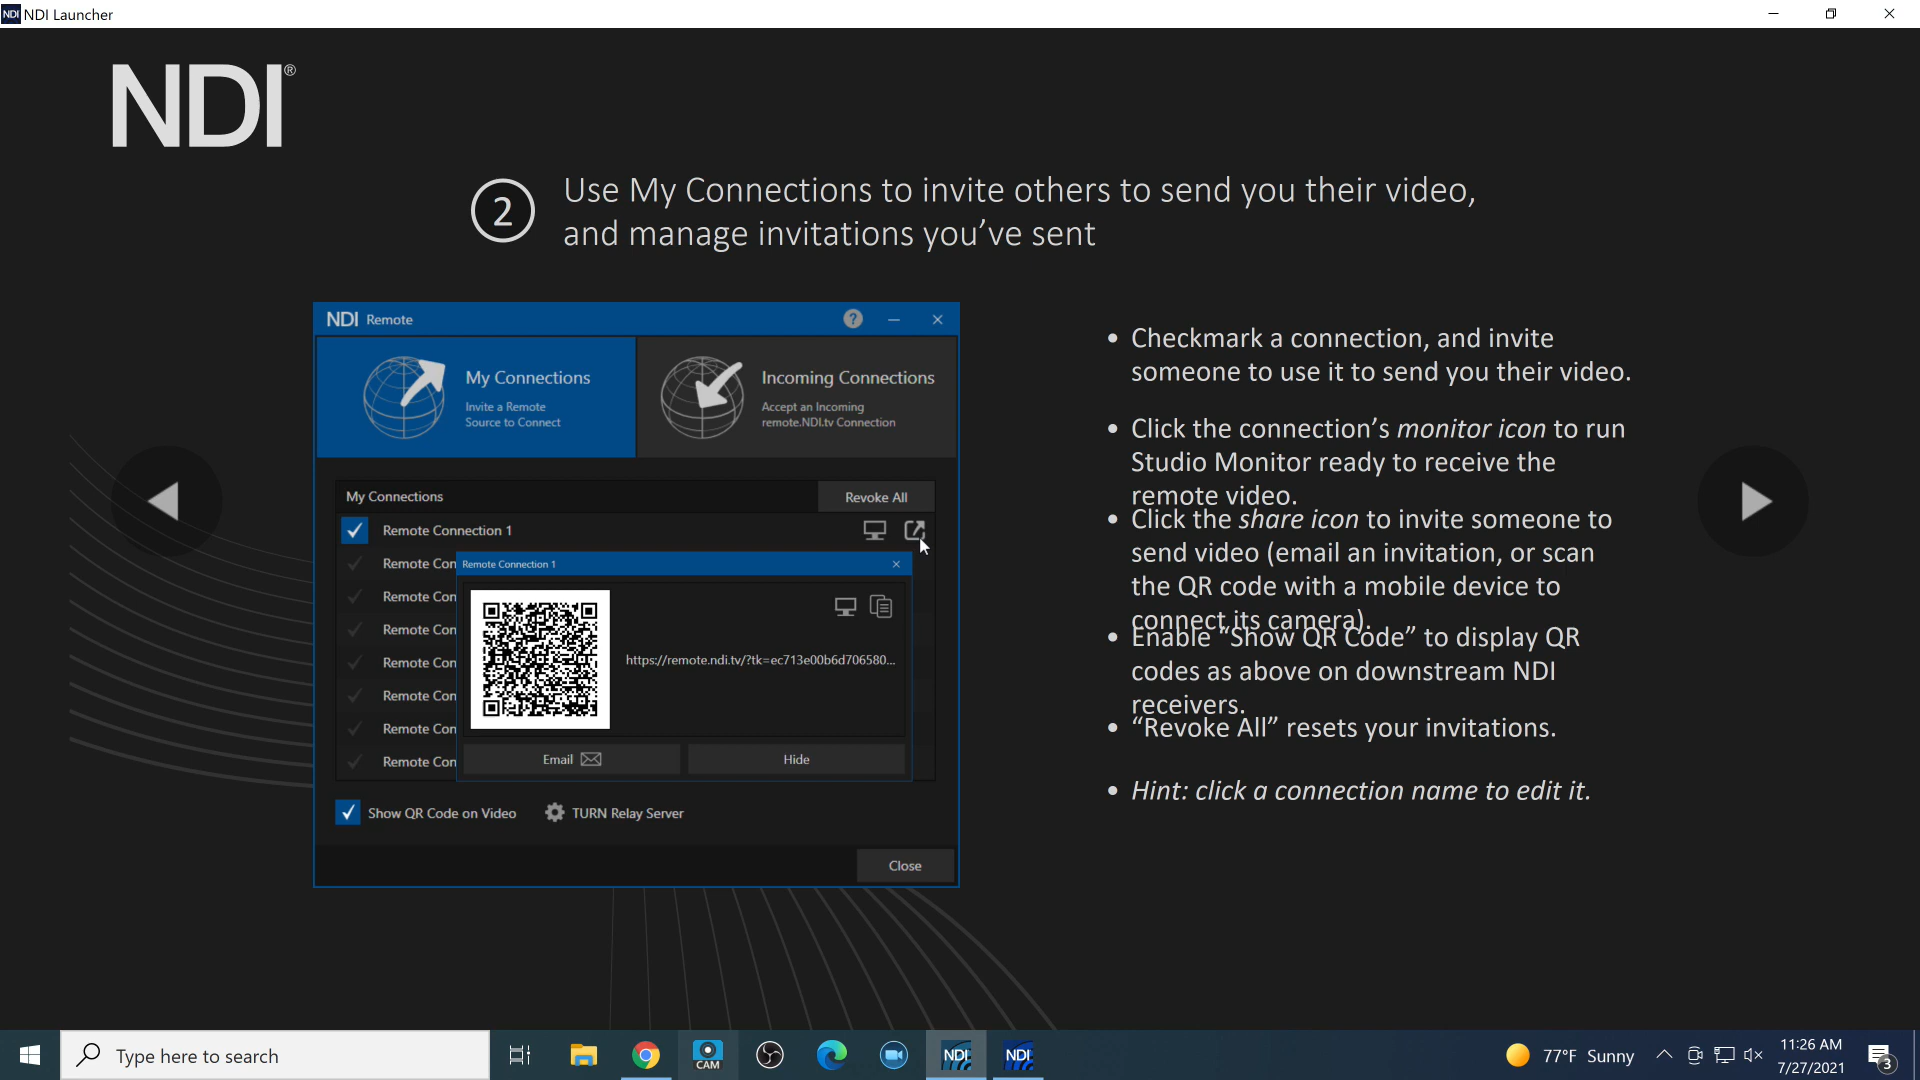 NDI NDI Launcher
NDI®
2
Use My Connections to invite others to send you their video,
and manage invitations you’ve sent
NDI Remote
?
My Connections
Invite a Remote
Source to Connect
Incoming Connections
Accept an Incoming
remote.NDI.tv Connection
My Connections
Revoke All
Remote Connection 1
Remote Con
Remote Connection 1
Remote Con
Remote Con
Remote Con
https://remote.ndi.tv/?tk=ec713e00b6d706580...
Remote Con
Remote Con
Remote Con
Email
Hide
Show QR Code on Video
TURN Relay Server
Close
• Checkmark a connection, and invite
someone to use it to send you their video.
• Click the connection’s monitor icon to run
Studio Monitor ready to receive the
remote video.
• Click the share icon to invite someone to
send video (email an invitation, or scan
the QR code with a mobile device to
connect its camera).
• Enable “Show QR Code” to display QR
codes as above on downstream NDI
receivers.
• “Revoke All” resets your invitations.
• Hint: click a connection name to edit it.
Type here to search
CAM
NDI
NDI
77°F Sunny
11:26 AM
7/27/2021
3